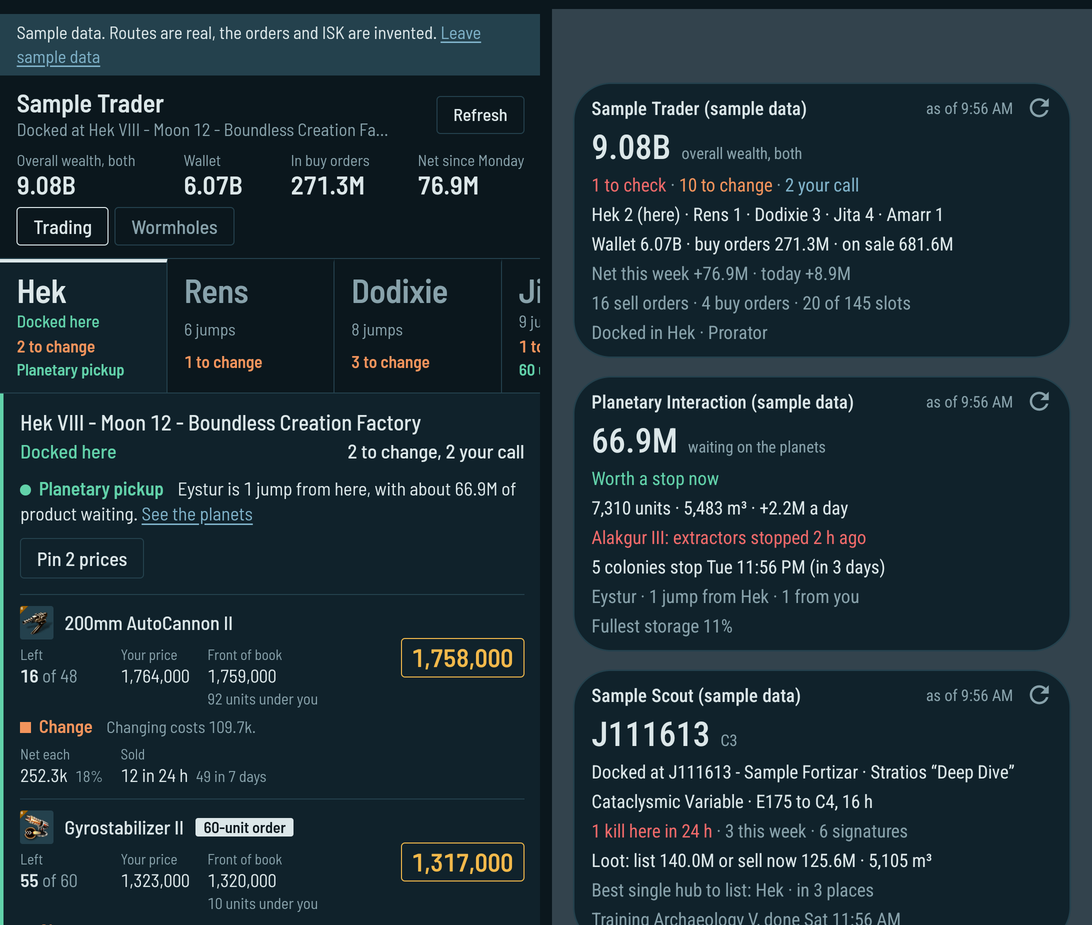 Sample data. Routes are real, the orders and ISK are invented. Leave
sample data
Sample Trader
Refresh
Docked at Hek VIII - Moon 12 - Boundless Creation Fa...
Overall wealth, both Wallet In buy orders Net since Monday
9.08B 6.07B 271.3M 76.9M
Trading Wormholes
Hek Rens Dodixie
Docked here 6 jumps 8 jumps
2 to change 1 to change 3 to change
Planetary pickup
60
Hek VIII - Moon 12 - Boundless Creation Factory
Docked here 2 to change, 2 your call
Planetary pickup Eystur is 1 jump from here, with about 66.9M of
product waiting. See the planets
Pin 2 prices
200mm AutoCannon II
Left Your price Front of book
16 of 48 1,764,000 1,759,000
92 units under you
1,758,000
Change Changing costs 109.7k.
Net each Sold
252.3k 18% 12 in 24 h 49 in 7 days
Gyrostabilizer II 60-unit order
Left Your price Front of book
55 of 60 1,323,000 1,320,000
10 units under you
1,317,000
Sample Trader (sample data) as of 9:56 AM
9.08B overall wealth, both
1 to check · 10 to change · 2 your call
Hek 2 (here) · Rens 1 · Dodixie 3 · Jita 4 · Amarr 1
Wallet 6.07B · buy orders 271.3M · on sale 681.6M
Net this week +76.9M · today +8.9M
16 sell orders · 4 buy orders · 20 of 145 slots
Docked in Hek · Prorator
Planetary Interaction (sample data) as of 9:56 AM
66.9M waiting on the planets
Worth a stop now
7,310 units · 5,483 m³ · +2.2M a day
Alakgur III: extractors stopped 2 h ago
5 colonies stop Tue 11:56 PM (in 3 days)
Eystur · 1 jump from Hek · 1 from you
Fullest storage 11%
Sample Scout (sample data) as of 9:56 AM
J111613 C3
Docked at J111613 - Sample Fortizar · Stratios “Deep Dive”
Cataclysmic Variable · E175 to C4, 16 h
1 kill here in 24 h · 3 this week · 6 signatures
Loot: list 140.0M or sell now 125.6M · 5,105 m³
Best single hub to list: Hek · in 3 places
Training Archaeology V, done Sat 11:56 AM